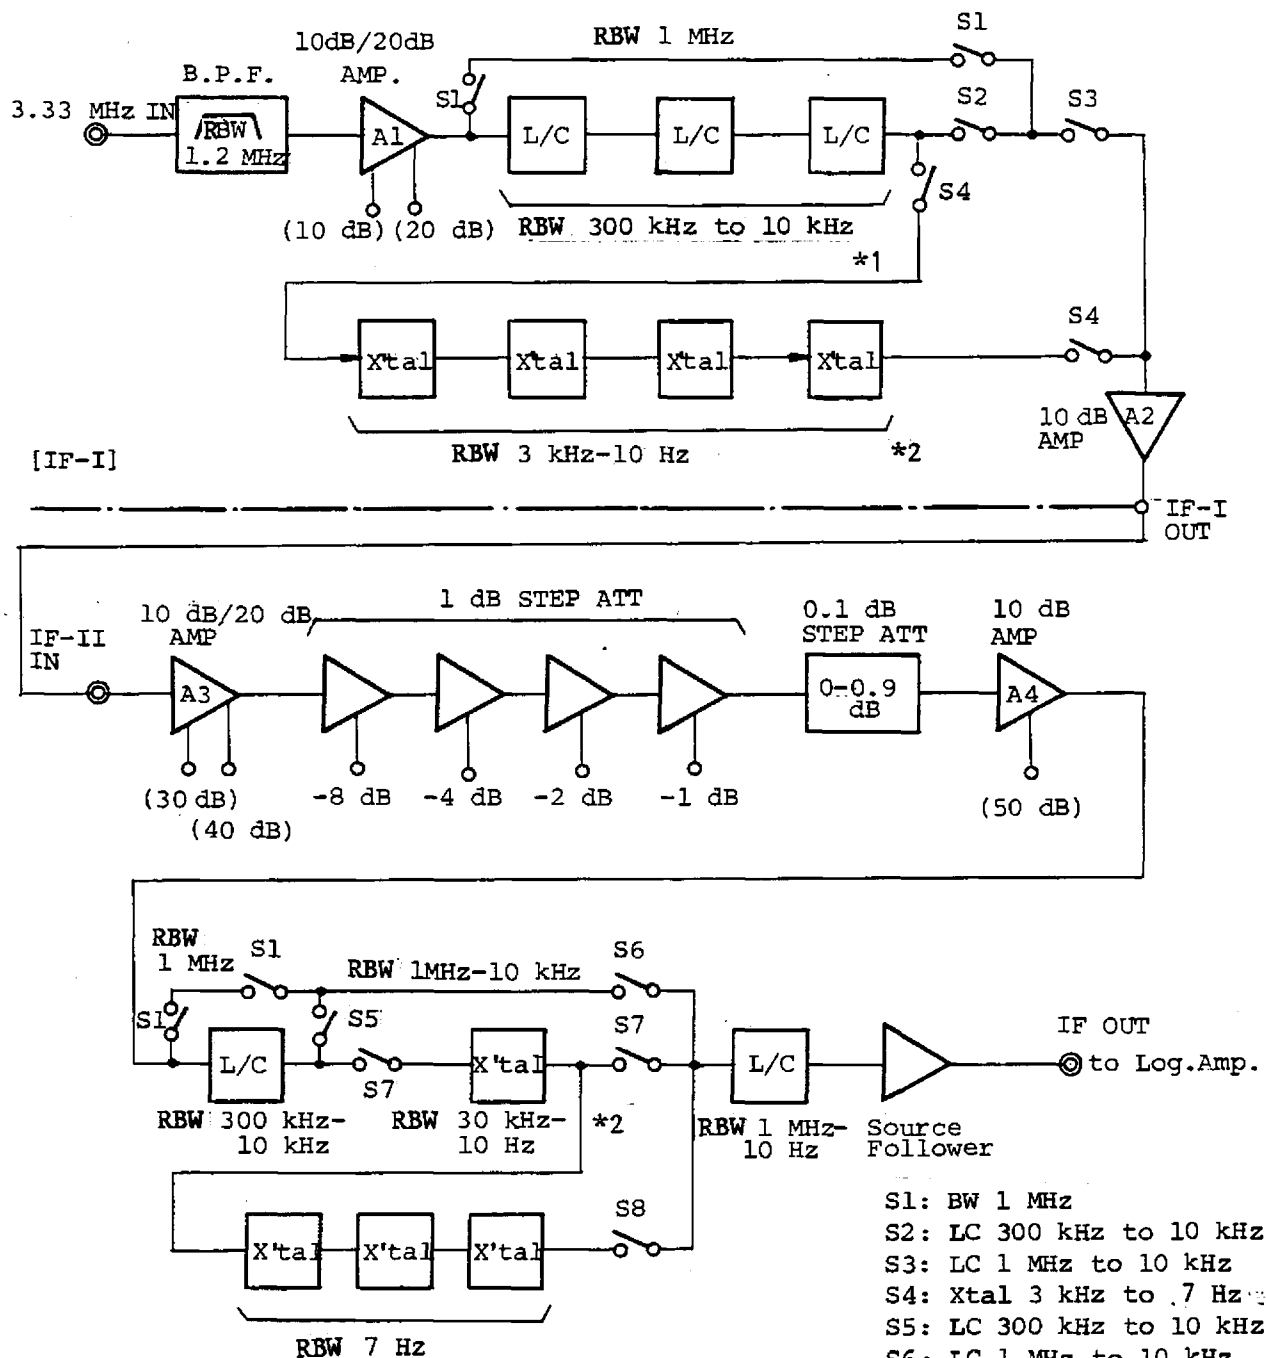 S1
10dB/20dB
RBW 1 MHz
B.P.F.
AMP.
S1
S2
S3
3.33 MHz IN
RBW
1.2 MHz
A1
L/C
L/C
L/C
S4
(10 dB)
(20 dB)
RBW 300 kHz to 10 kHz
*1
S4
X'tal
X'tal
X'tal
X'tal
10 dB
AMP
A2
RBW 3 kHz-10 Hz
*2
[IF-I]
IF-I
OUT
1 dB STEP ATT
10 dB/20 dB
AMP
0.1 dB
STEP ATT
10 dB
AMP
IF-II
IN
A3
0-0.9
dB
A4
(30 dB)
(40 dB)
-8 dB
-4 dB
-2 dB
-1 dB
(50 dB)
RBW
1 MHz
S1
RBW 1MHz-10 kHz
S6
S1
S5
S7
IF OUT
to Log.Amp.
L/C
S7
X'tal
L/C
RBW 300 kHz-
10 kHz
RBW 30 kHz-
10 Hz
*2
RBW 1 MHz-
10 Hz
Source
Follower
S8
X'tal
X'tal
X'tal
RBW 7 Hz
S1: BW 1 MHz
S2: LC 300 kHz to 10 kHz
S3: LC 1 MHz to 10 kHz
S4: Xtal 3 kHz to 7 Hz
S5: LC 300 kHz to 10 kHz
S6: LC 1 MHz to 10 kHz